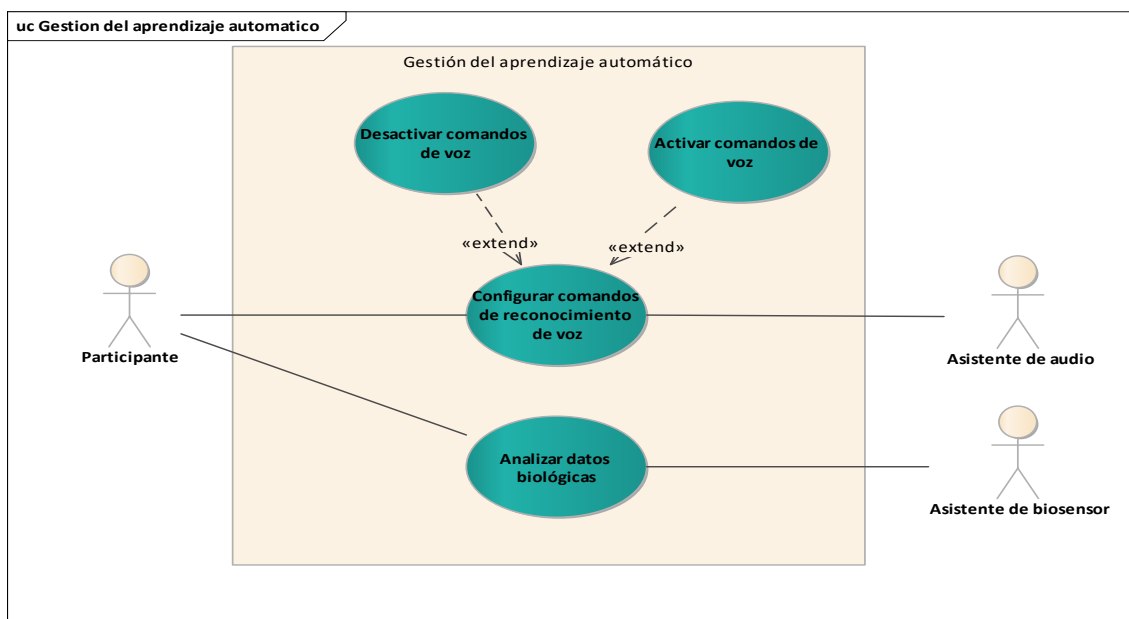 uc Gestion del aprendizaje automatico
Gestión del aprendizaje automático
Desactivar comandos
de voz
Activar comandos de
voz
«extend»
«extend»
Configurar comandos
de reconocimiento
de voz
Participante
Asistente de audio
Analizar datos
biológicas
Asistente de biosensor